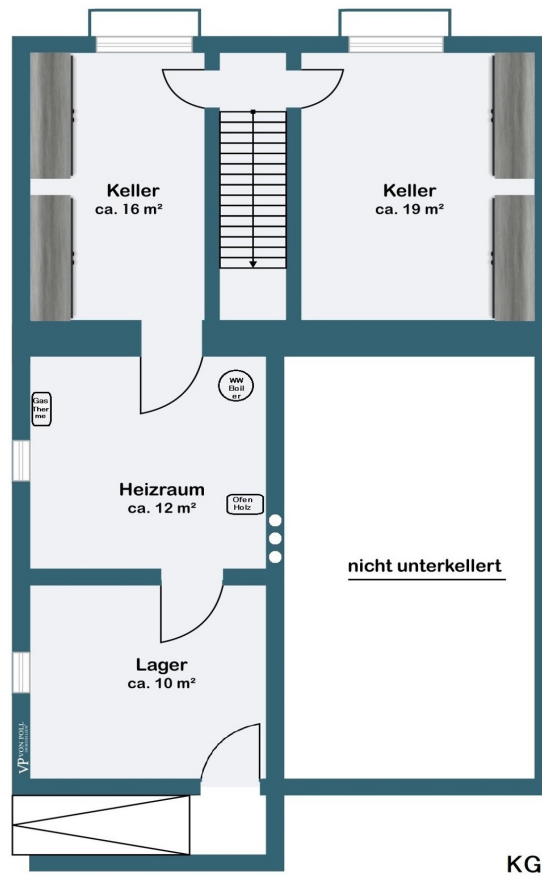 Keller
ca. 16 m²
Keller
ca. 19 m²
Gas
Ther
me
WW
Boil
er
Heizraum
ca. 12 m²
Ofen
Holz
nicht unterkellert
Lager
ca. 10 m²
VP VON POLL
IMMOBILIEN
KG